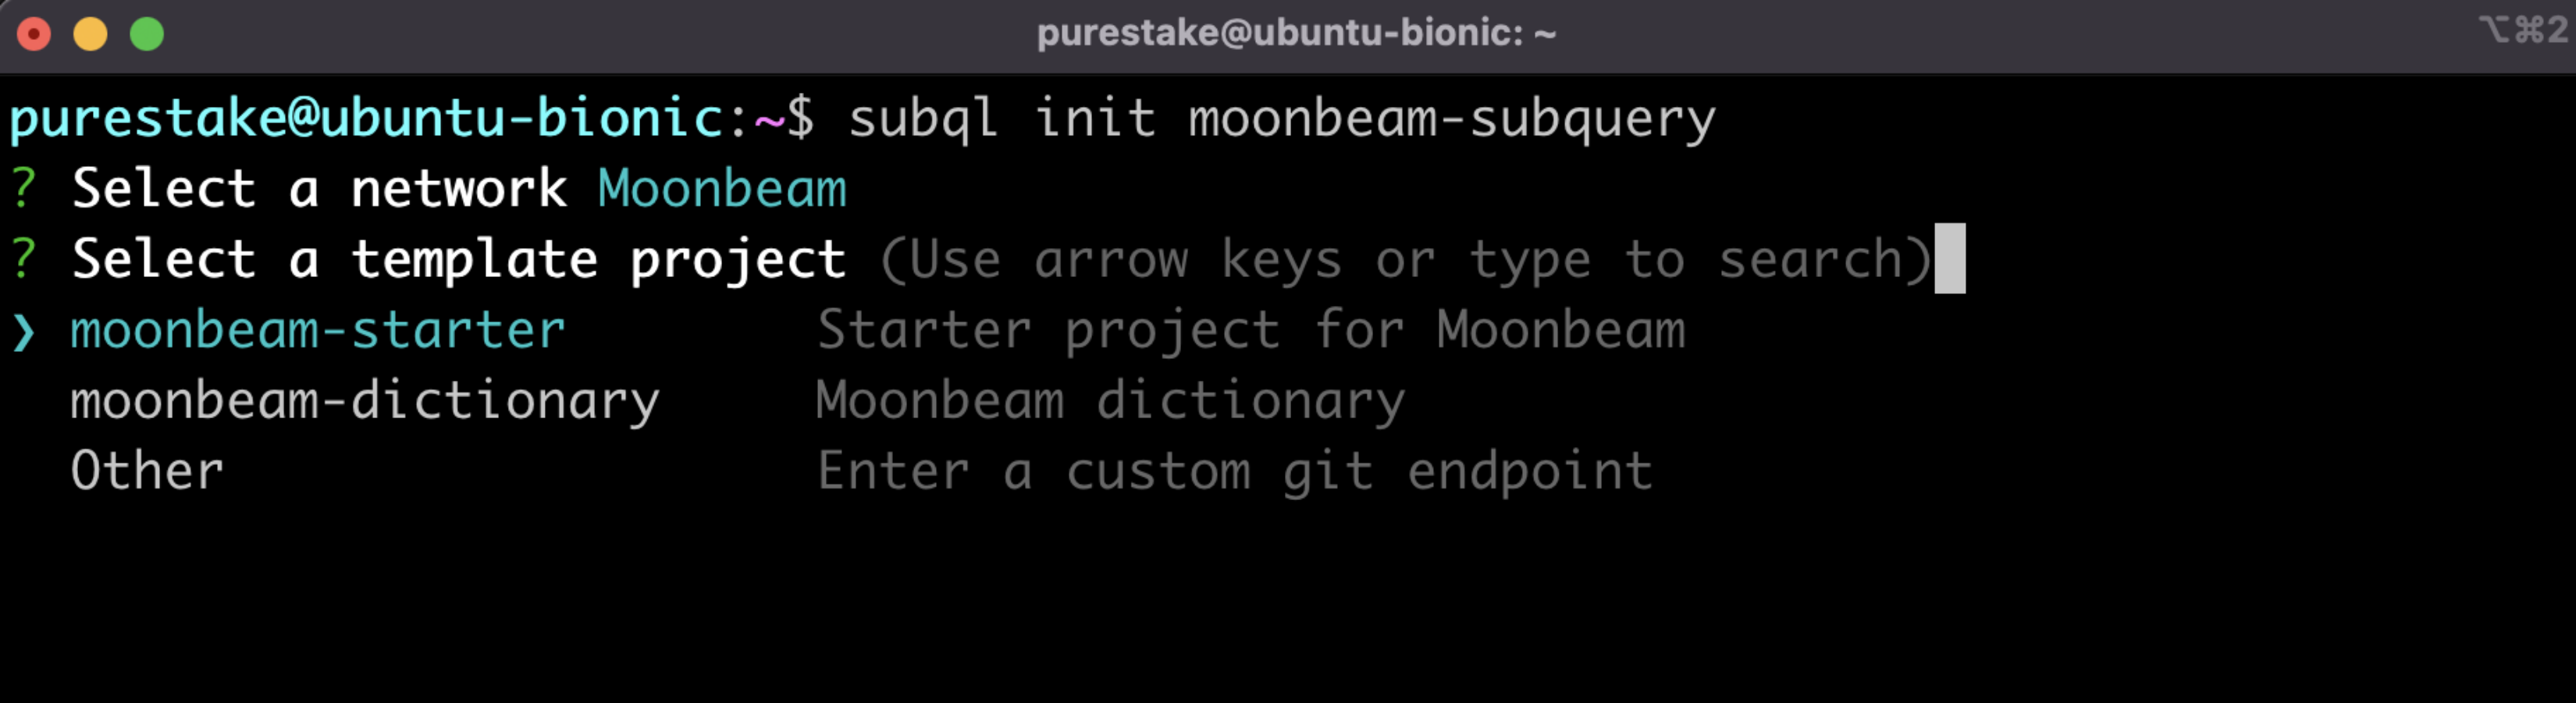 purestake@ubuntu-bionic: ~ ⌥⌘2
purestake@ubuntu-bionic:~$ subql init moonbeam-subquery
? Select a network Moonbeam
? Select a template project (Use arrow keys or type to search)
❯ moonbeam-starter Starter project for Moonbeam
moonbeam-dictionary Moonbeam dictionary
Other Enter a custom git endpoint